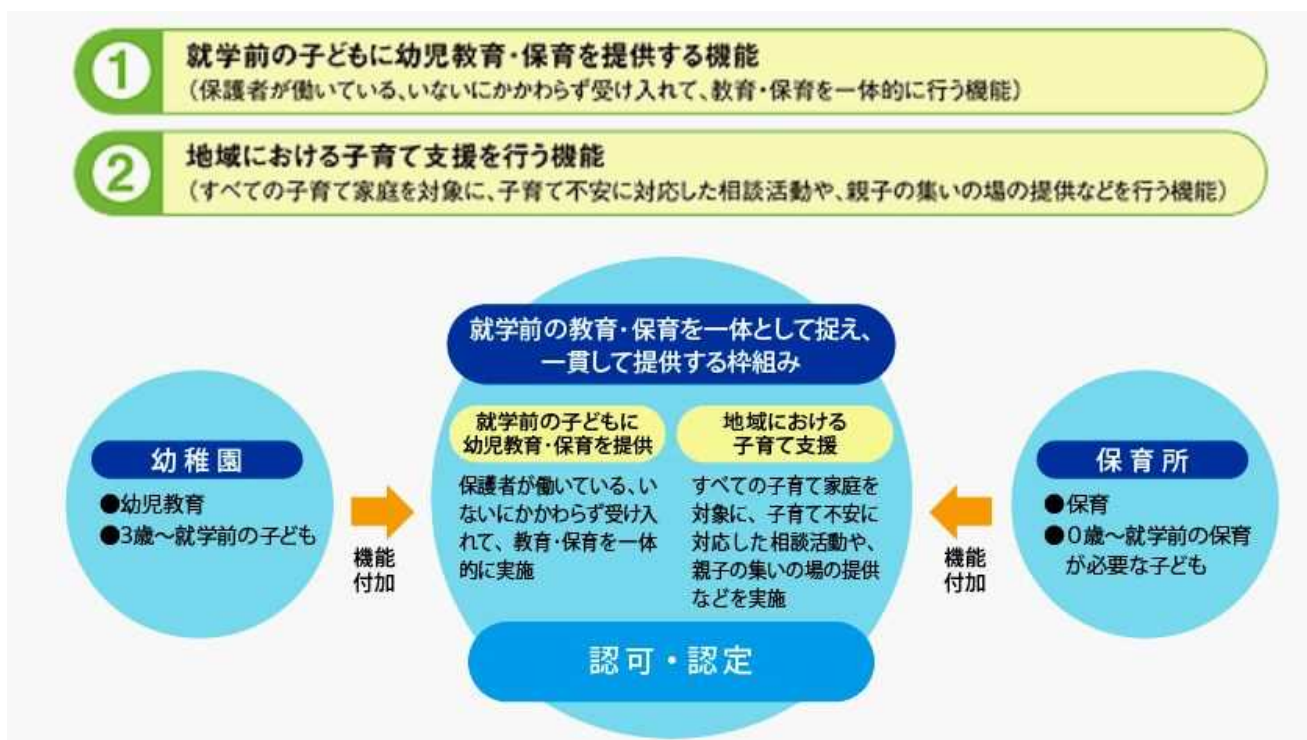 1
就学前の子どもに幼児教育・保育を提供する機能
（保護者が働いている、いないにかかわらず受け入れて、教育・保育を一体的に行う機能）
2
地域における子育て支援を行う機能
（すべての子育て家庭を対象に、子育て不安に対応した相談活動や、親子の集いの場の提供などを行う機能）
就学前の教育・保育を一体として捉え、
一貫して提供する枠組み
幼稚園
●幼児教育
●3歳～就学前の子ども
機能
付加
就学前の子どもに
幼児教育・保育を提供
保護者が働いている、い
ないにかかわらず受け入
れて、教育・保育を一体
的に実施
地域における
子育て支援
すべての子育て家庭を
対象に、子育て不安に
対応した相談活動や、
親子の集いの場の提供
などを実施
認可・認定
機能
付加
保育所
●保育
●0歳～就学前の保育
が必要な子ども